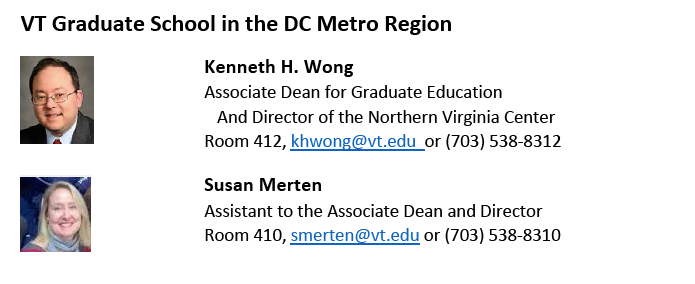 VT Graduate School in the DC Metro Region
Kenneth H. Wong
Associate Dean for Graduate Education
And Director of the Northern Virginia Center
Room 412, khwong@vt.edu or (703) 538-8312
Susan Merten
Assistant to the Associate Dean and Director
Room 410, smerten@vt.edu or (703) 538-8310